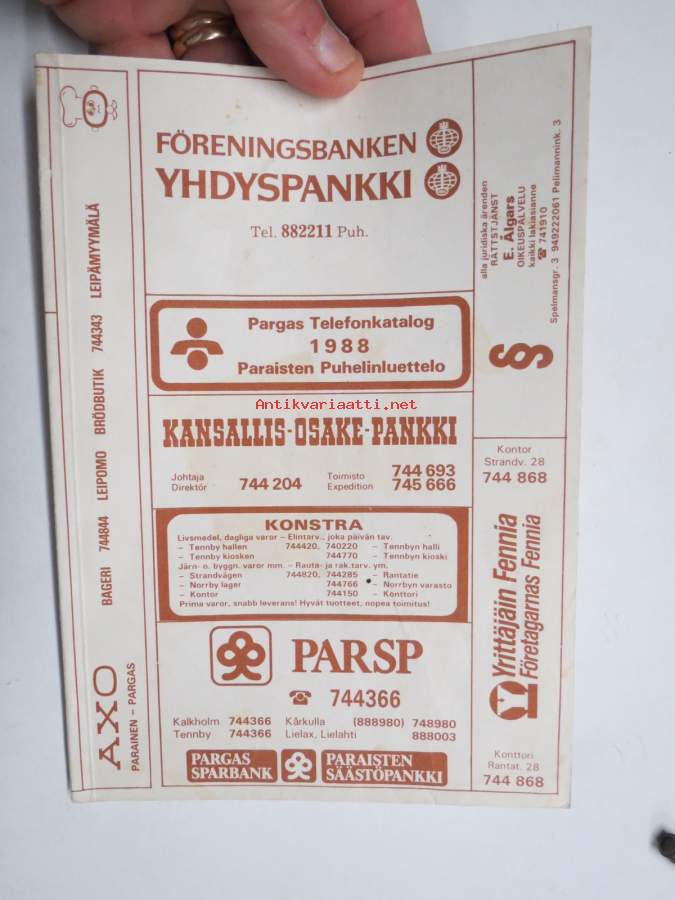 FÖRENINGSBANKEN
YHDYSPANKKI
Tel. 882211 Puh.
Pargas Telefonkatalog
1988
Paraisten Puhelinluettelo
Antikvariaatti.net
KANSALLIS-OSAKE-PANKKI
Johtaja
Direktör 744 204
Toimisto 744 693
Expedition 745 666
KONSTRA
Livsmedel, dagliga varor – Elintarv., joka päivän tav.
– Tennby hallen 744420, 740220 – Tennbyn halli
– Tennby kiosken 744770 – Tennbyn kioski
Järn- o. byggn. varor mm. – Rauta- ja rak.tarv. ym.
– Strandvägen 744820, 744285 – Rantatie
– Norrby lager 744766 – Norrbyn varasto
– Kontor 744150 – Konttori
Prima varor, snabb leverans! Hyvät tuotteet, nopea toimitus!
PARSP
☎ 744366
Kalkholm 744366 Kårkulla (888980) 748980
Tennby 744366 Lielax, Lielahti 888003
PARGAS
SPARBANK
PARAISTEN
SÄÄSTÖPANKKI
AXO
PARAINEN - PARGAS
BAGERI 744844 LEIPOMO BRÖDBUTIK 744343 LEIPÄMYYMÄLÄ
alla juridiska ärenden
RÄTTSTJÄNST
E. Älgars
OIKEUSPALVELU
kaikki lakiasianne
☎ 741910
Spelmansgr. 3 949222061 Pelimannink. 3
§
Kontor
Strandv. 28
744 868
Yrittäjäin Fennia
Företagarnas Fennia
Konttori
Rantat. 28
744 868